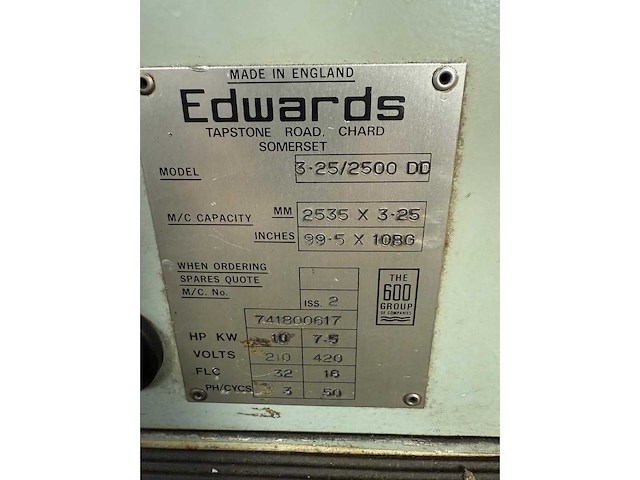 MADE IN ENGLAND
Edwards
TAPSTONE ROAD. CHARD
SOMERSET
MODEL 3·25/2500 DD
M/C CAPACITY MM 2535 X 3·25
INCHES 99·5 X 10BG
WHEN ORDERING
SPARES QUOTE
M/C. No. ISS. 2
THE
600
GROUP
OF COMPANIES
741800617
HP KW 10 7·5
VOLTS 210 420
FLC 32 16
PH/CYCS 3 50